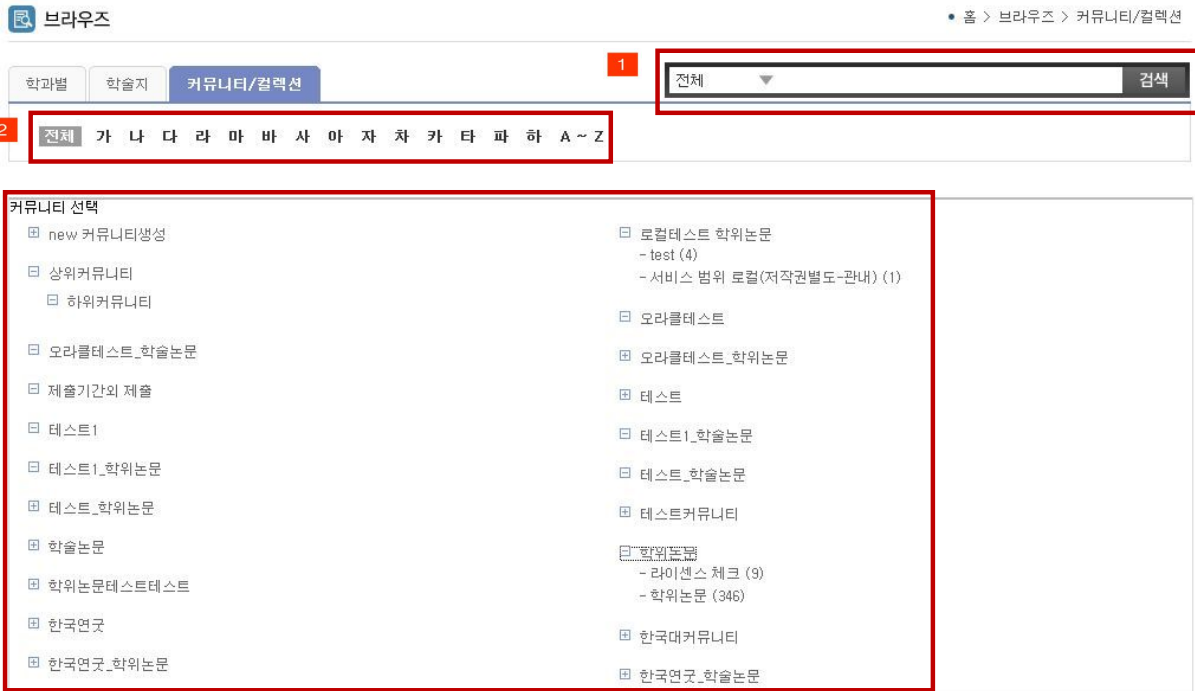 브라우즈
홈 > 브라우즈 > 커뮤니티/컬렉션
1
학과별 학술지 커뮤니티/컬렉션
전체 검색
2
전체 가 나 다 라 마 바 사 아 자 차 카 타 파 하 A ~ Z
커뮤니티 선택
new 커뮤니티생성
상위커뮤니티
하위커뮤니티
오라클테스트_학술논문
제출기간외 제출
테스트1
테스트1_학위논문
테스트_학위논문
학술논문
학위논문테스트테스트
한국연굿
한국연굿_학위논문
로컬테스트 학위논문
- test (4)
- 서비스 범위 로컬(저작권별도-관내) (1)
오라클테스트
오라클테스트_학위논문
테스트
테스트1_학술논문
테스트_학술논문
테스트커뮤니티
학위논문
- 라이센스 체크 (9)
- 학위논문 (346)
한국대커뮤니티
한국연굿_학술논문